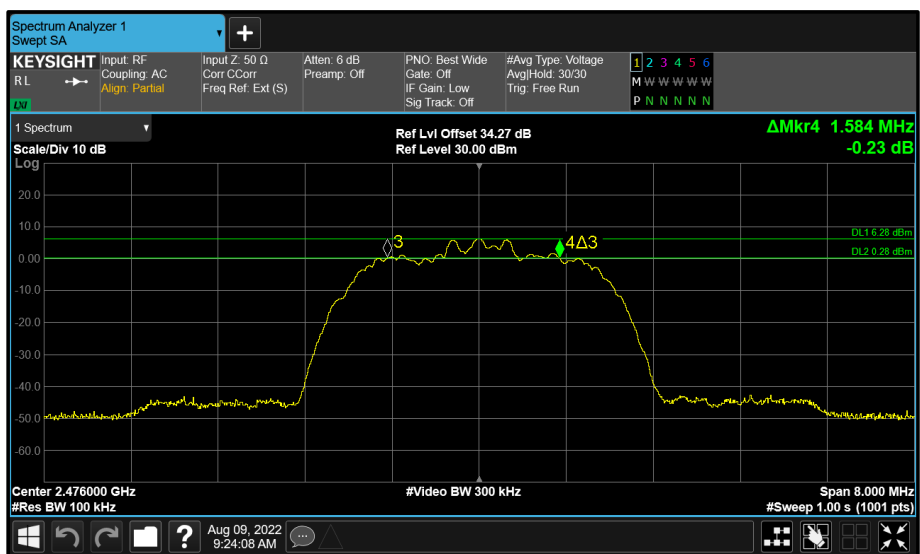 Spectrum Analyzer 1
Swept SA
KEYSIGHT
R L
LXI
Input: RF
Coupling: AC
Align: Partial
Input Z: 50 Ω
Corr CCorr
Freq Ref: Ext (S)
Atten: 6 dB
Preamp: Off
PNO: Best Wide
Gate: Off
IF Gain: Low
Sig Track: Off
#Avg Type: Voltage
Avg|Hold: 30/30
Trig: Free Run
1 2 3 4 5 6
M W W W W W
P N N N N N
1 Spectrum
Scale/Div 10 dB
Log
Ref Lvl Offset 34.27 dB
Ref Level 30.00 dBm
ΔMkr4 1.584 MHz
-0.23 dB
20.0
10.0
0.00
-10.0
-20.0
-30.0
-40.0
-50.0
-60.0
3
4Δ3
DL1 6.28 dBm
DL2 0.28 dBm
Center 2.476000 GHz
#Video BW 300 kHz
Span 8.000 MHz
#Res BW 100 kHz
#Sweep 1.00 s (1001 pts)
?
Aug 09, 2022
9:24:08 AM